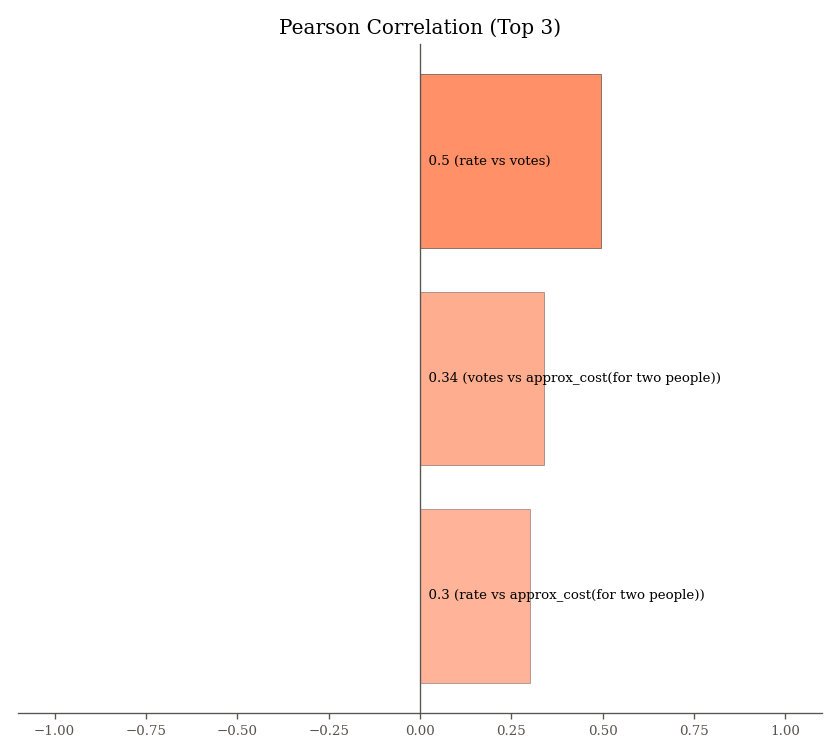 Pearson Correlation (Top 3)
0.5 (rate vs votes)
0.34 (votes vs approx_cost(for two people))
0.3 (rate vs approx_cost(for two people))
−1.00 −0.75 −0.50 −0.25 0.00 0.25 0.50 0.75 1.00